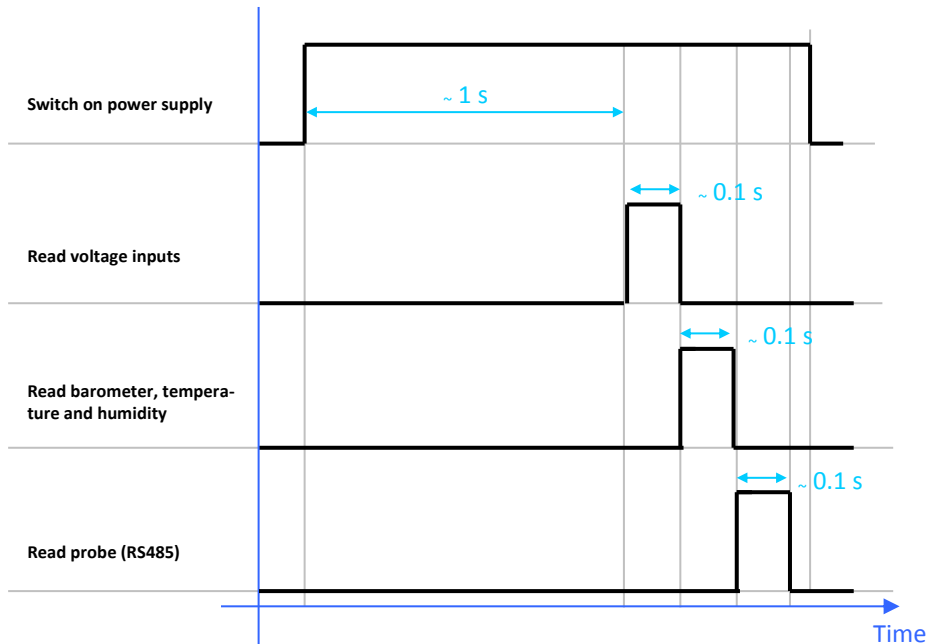 Switch on power supply
~ 1 s
~ 0.1 s
Read voltage inputs
~ 0.1 s
Read barometer, tempera-
ture and humidity
~ 0.1 s
Read probe (RS485)
Time